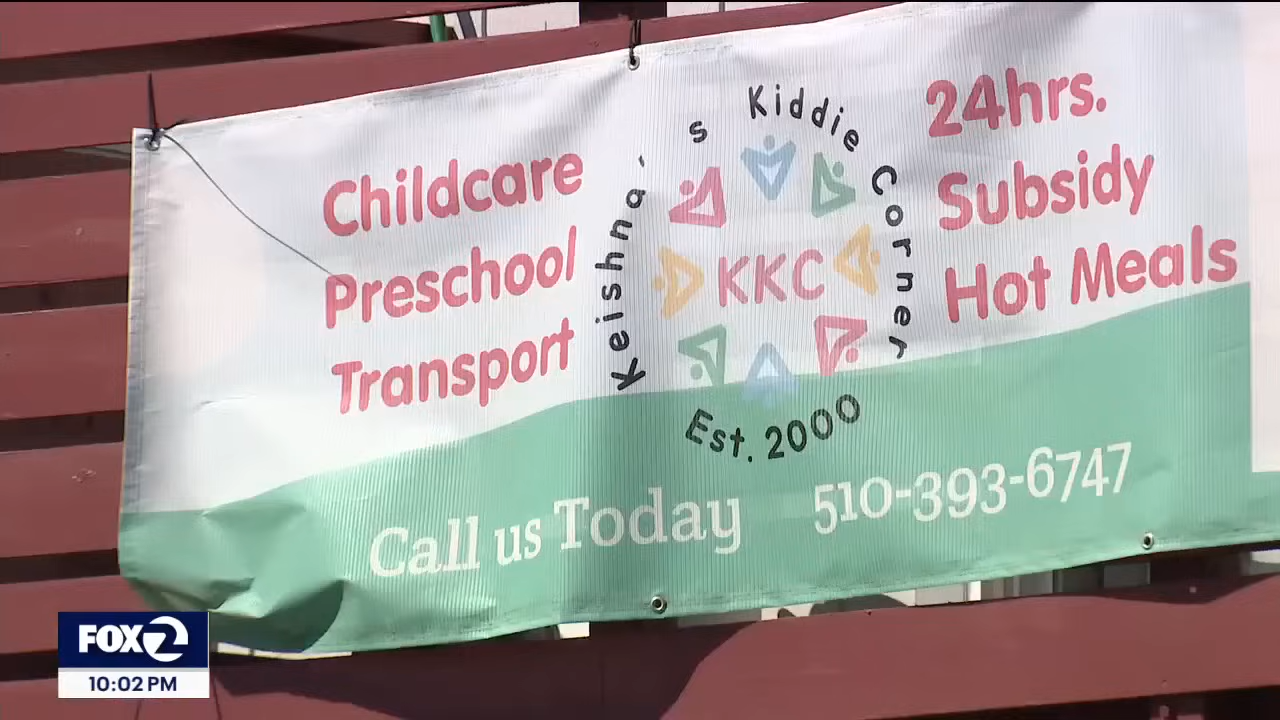 Childcare
Preschool
Transport
Keishna's Kiddie Corner
KKC
Est. 2000
24hrs.
Subsidy
Hot Meals
Call us Today 510-393-6747
FOX 2
10:02 PM